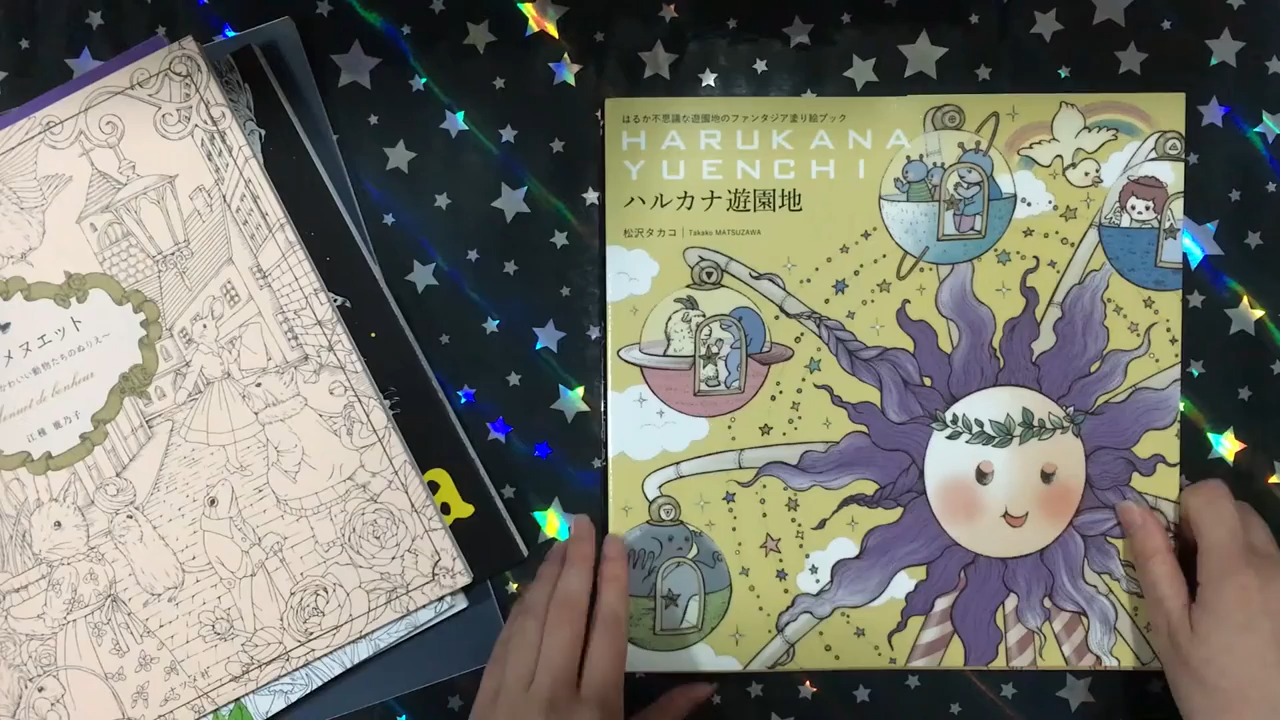 はるか不思議な遊園地のファンタジア塗り絵ブック
HARUKANA
YUENCHI
ハルカナ遊園地
松沢タカコ | Takako MATSUZAWA
メヌエット
かわいい動物たちのぬりえ～
de bonheur
江種 鹿乃子